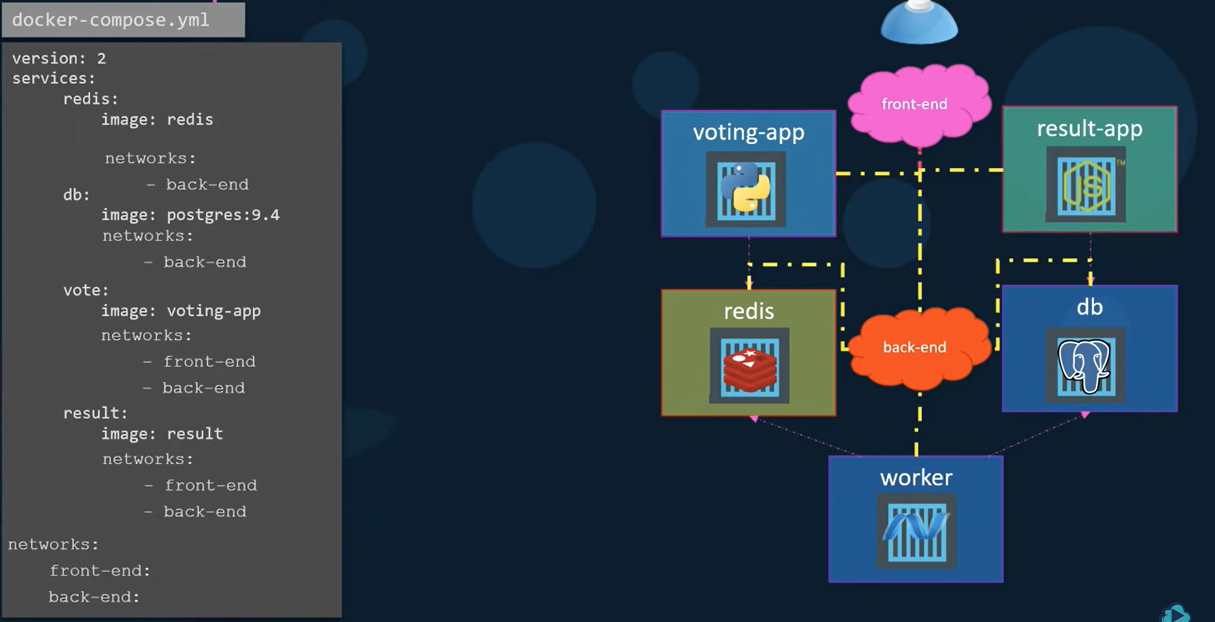 docker-compose.yml
version: 2
services:
redis:
image: redis
networks:
- back-end
db:
image: postgres:9.4
networks:
- back-end
vote:
image: voting-app
networks:
- front-end
- back-end
result:
image: result
networks:
- front-end
- back-end
networks:
front-end:
back-end:
front-end
voting-app
result-app
JS
TM
redis
back-end
db
worker